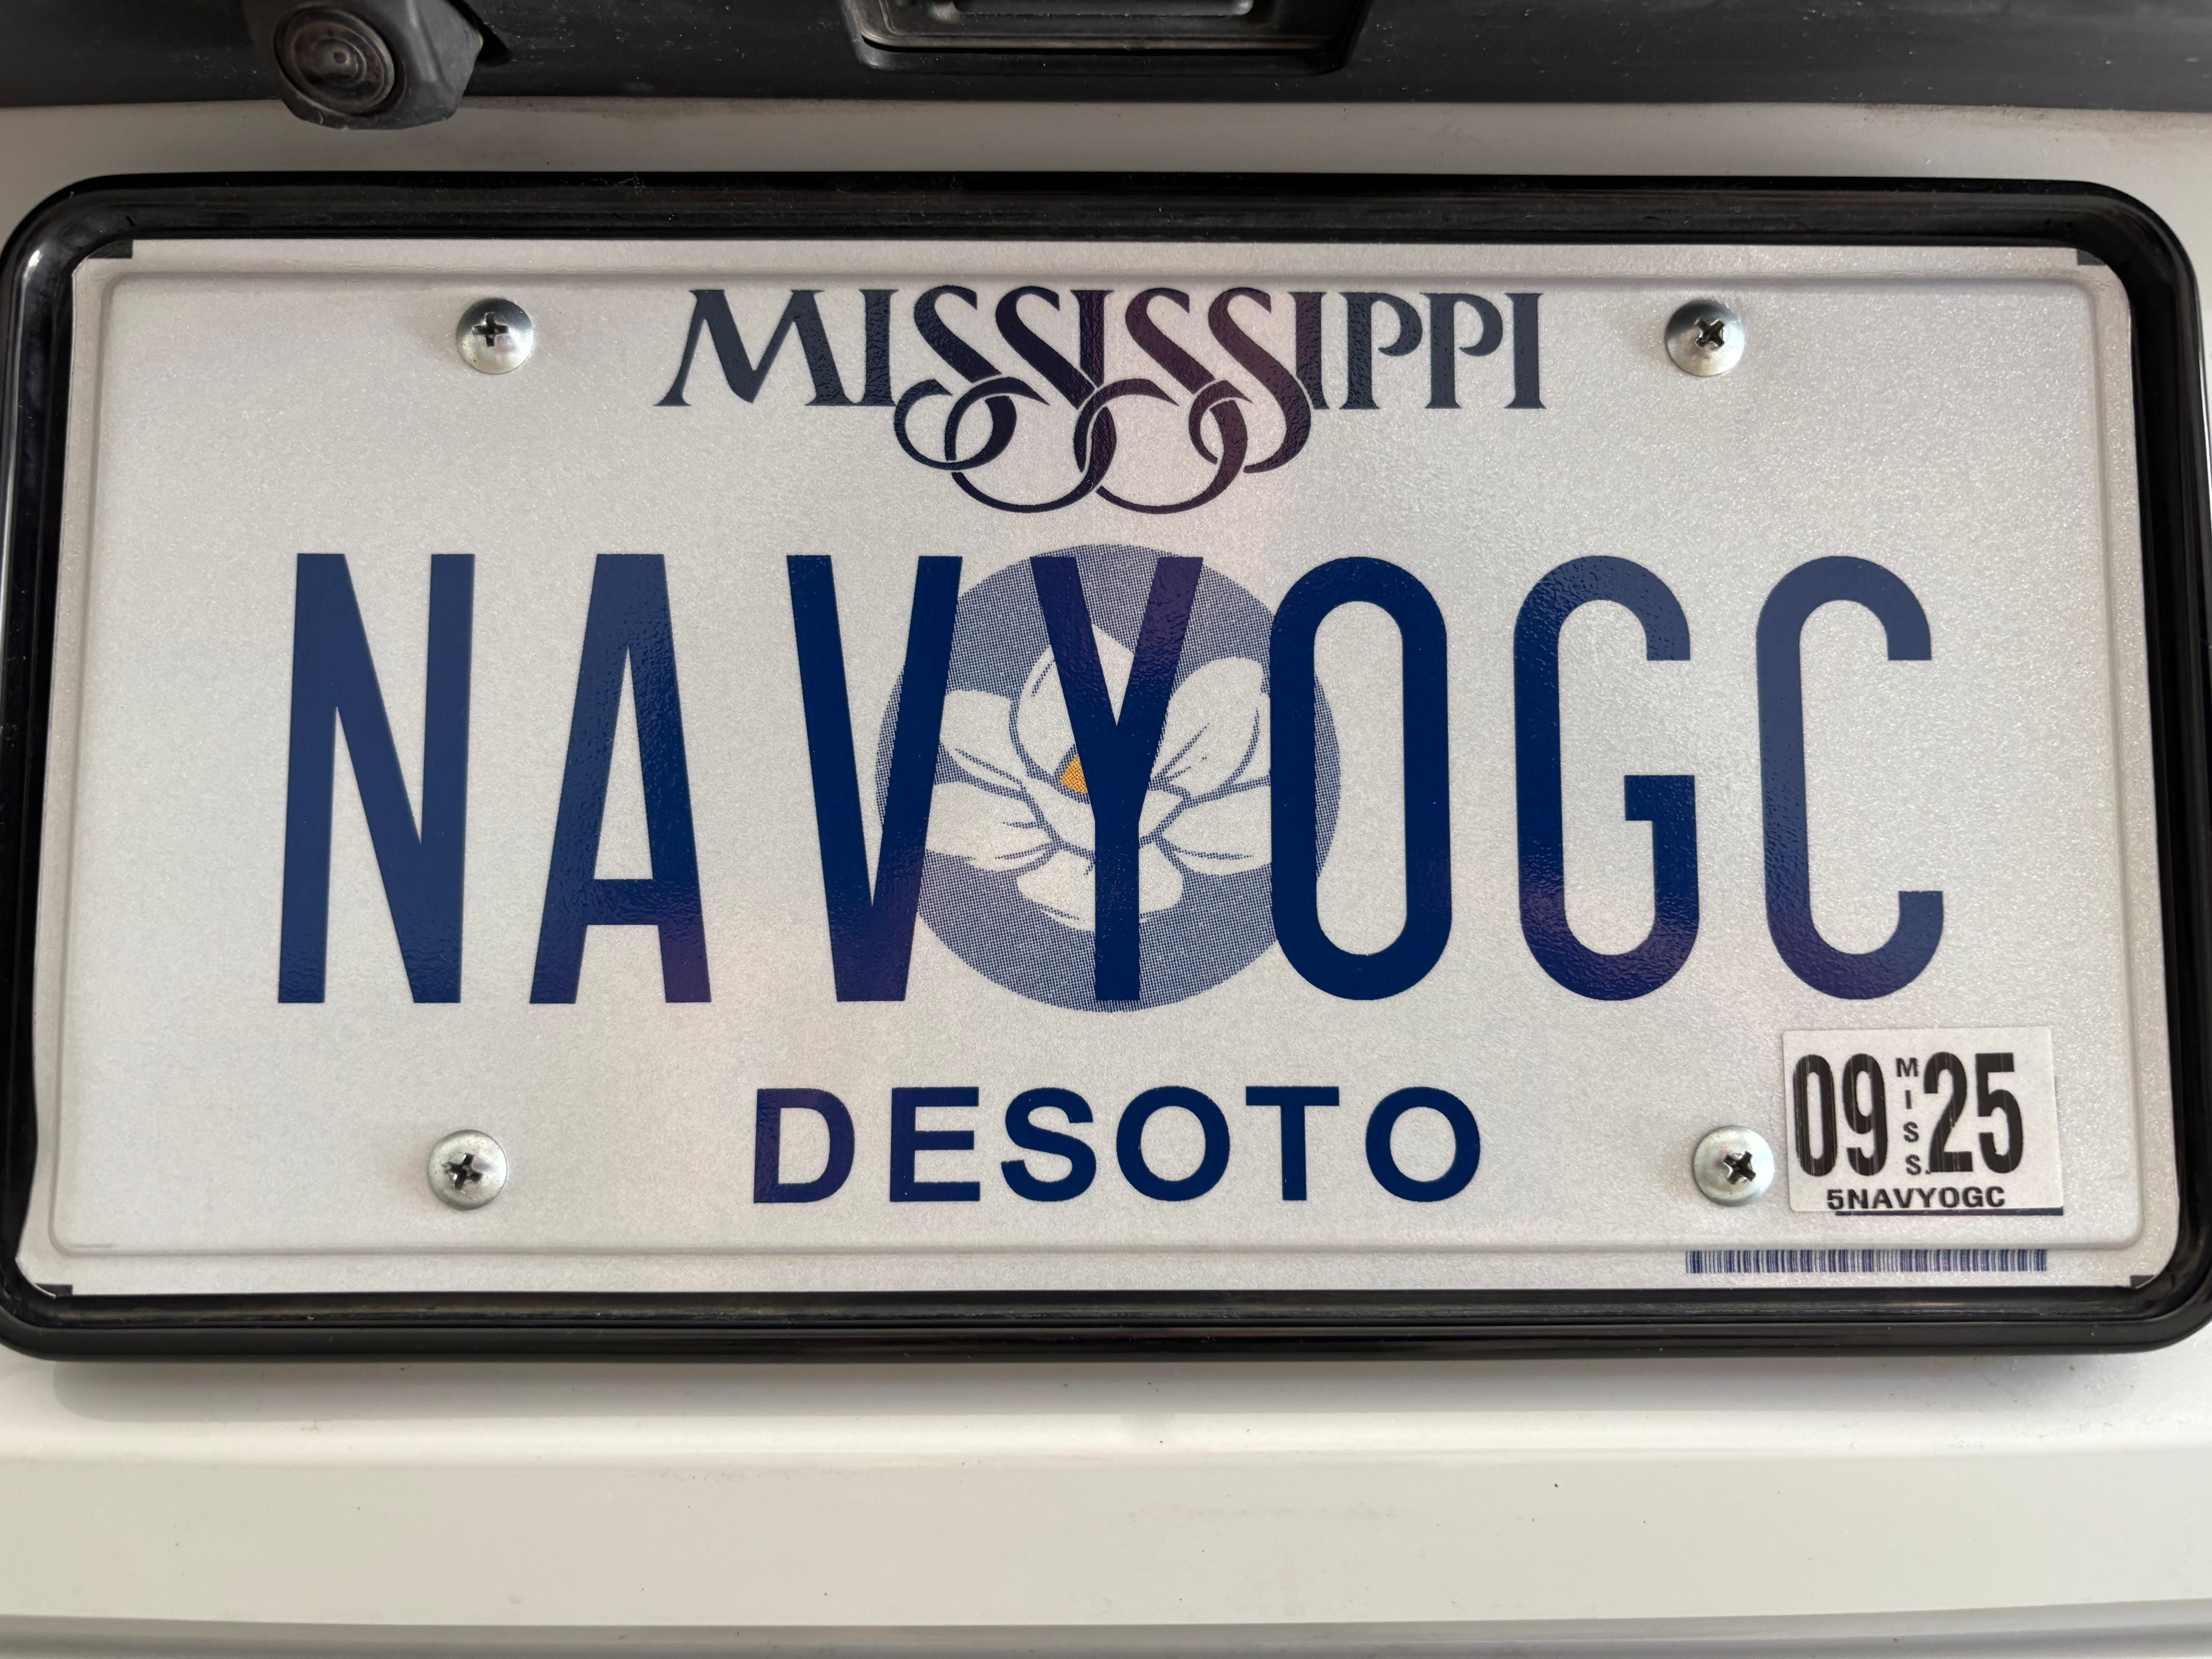 MISSISSIPPI
NAVYOGC
DESOTO
09 MISS. 25
5NAVYOGC